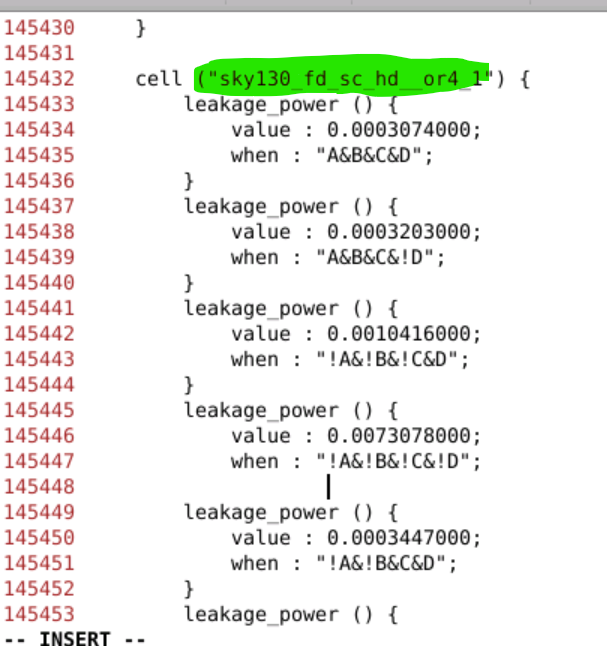 145430     }
145431
145432     cell ("sky130_fd_sc_hd__or4_1") {
145433         leakage_power () {
145434             value : 0.0003074000;
145435             when : "A&B&C&D";
145436         }
145437         leakage_power () {
145438             value : 0.0003203000;
145439             when : "A&B&C&!D";
145440         }
145441         leakage_power () {
145442             value : 0.0010416000;
145443             when : "!A&!B&!C&D";
145444         }
145445         leakage_power () {
145446             value : 0.0073078000;
145447             when : "!A&!B&!C&!D";
145448
145449         leakage_power () {
145450             value : 0.0003447000;
145451             when : "!A&!B&C&D";
145452         }
145453         leakage_power () {
-- INSERT --